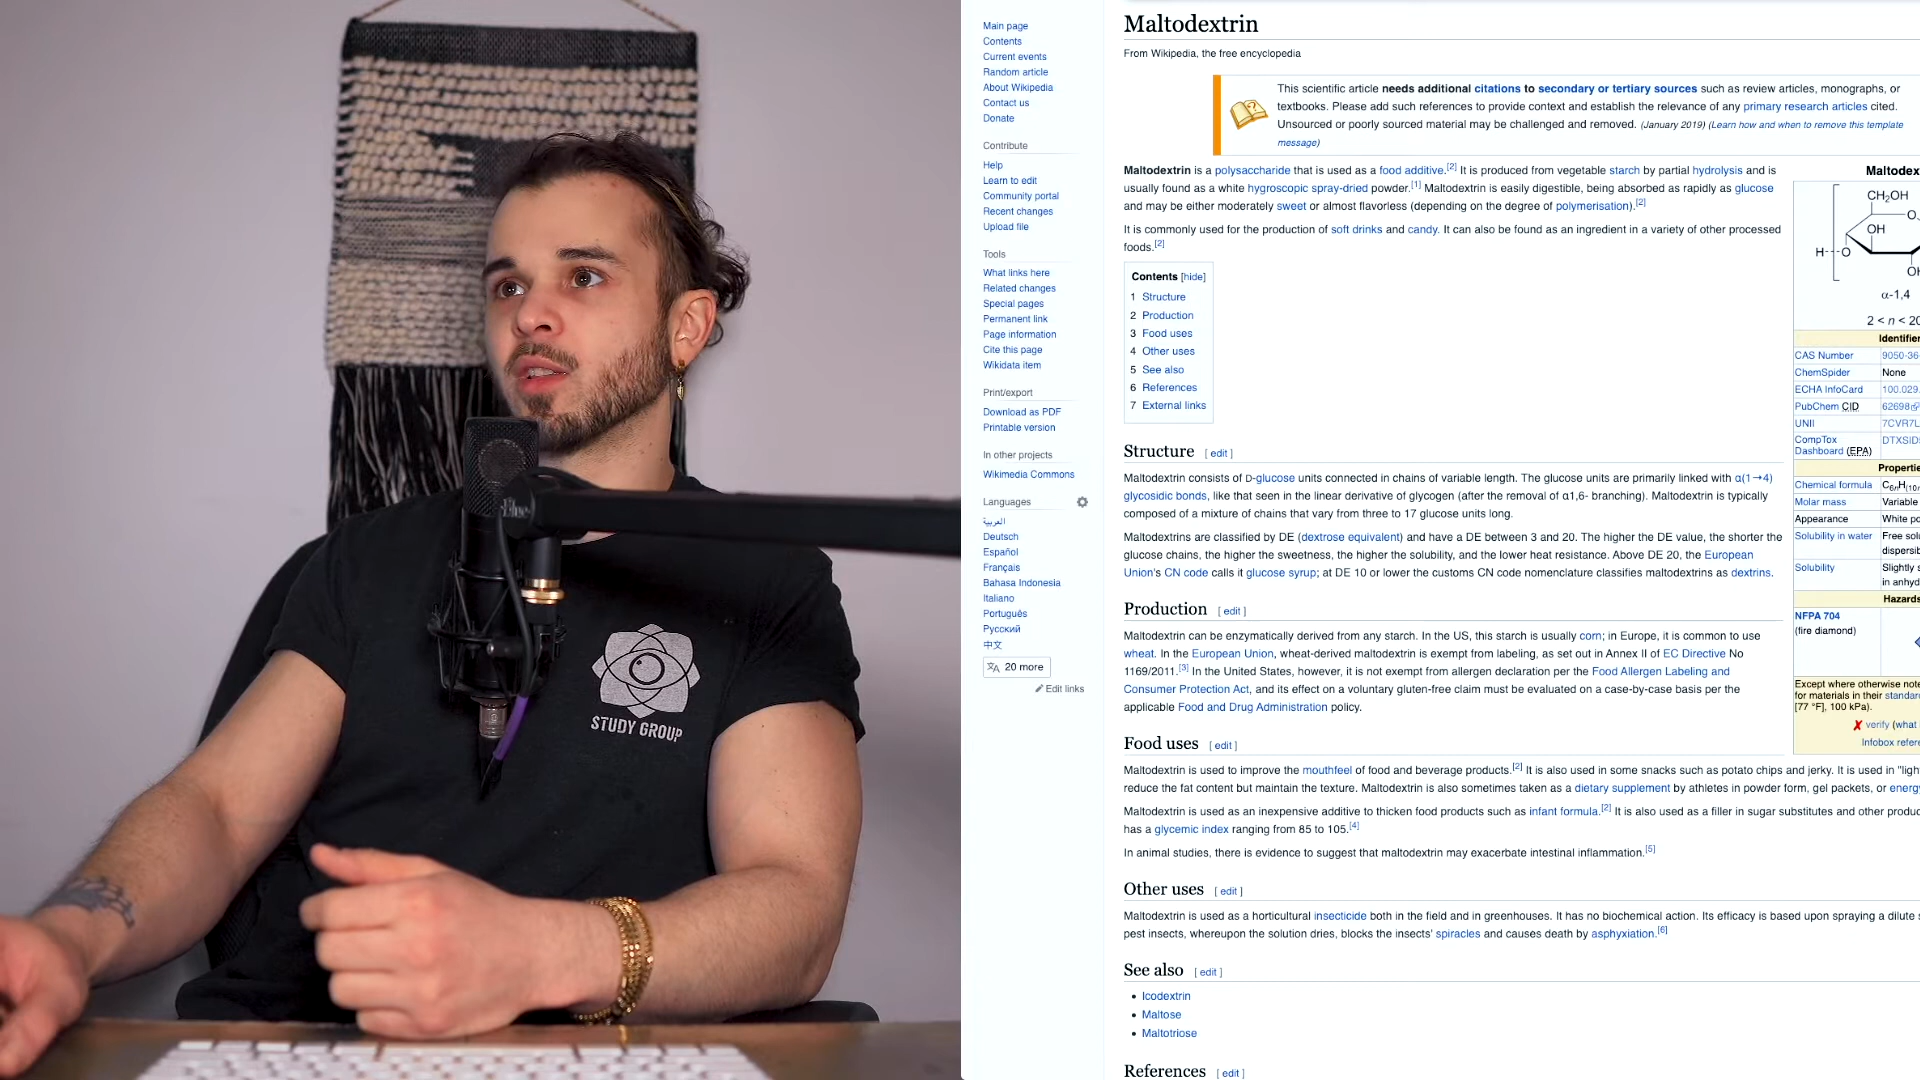 STUDY GROUP
Blue
Main page
Contents
Current events
Random article
About Wikipedia
Contact us
Donate
Contribute
Help
Learn to edit
Community portal
Recent changes
Upload file
Tools
What links here
Related changes
Special pages
Permanent link
Page information
Cite this page
Wikidata item
Print/export
Download as PDF
Printable version
In other projects
Wikimedia Commons
Languages
العربية
Deutsch
Español
Français
Bahasa Indonesia
Italiano
Português
Русский
中文
20 more
Edit links
Maltodextrin
From Wikipedia, the free encyclopedia
This scientific article needs additional citations to secondary or tertiary sources such as review articles, monographs, or
textbooks. Please add such references to provide context and establish the relevance of any primary research articles cited.
Unsourced or poorly sourced material may be challenged and removed. (January 2019) (Learn how and when to remove this template
message)
Maltodextrin is a polysaccharide that is used as a food additive.[2] It is produced from vegetable starch by partial hydrolysis and is
usually found as a white hygroscopic spray-dried powder.[1] Maltodextrin is easily digestible, being absorbed as rapidly as glucose
and may be either moderately sweet or almost flavorless (depending on the degree of polymerisation).[2]
It is commonly used for the production of soft drinks and candy. It can also be found as an ingredient in a variety of other processed
foods.[2]
Contents [hide]
1 Structure
2 Production
3 Food uses
4 Other uses
5 See also
6 References
7 External links
Structure [ edit ]
Maltodextrin consists of D-glucose units connected in chains of variable length. The glucose units are primarily linked with α(1→4)
glycosidic bonds, like that seen in the linear derivative of glycogen (after the removal of α1,6- branching). Maltodextrin is typically
composed of a mixture of chains that vary from three to 17 glucose units long.
Maltodextrins are classified by DE (dextrose equivalent) and have a DE between 3 and 20. The higher the DE value, the shorter the
glucose chains, the higher the sweetness, the higher the solubility, and the lower heat resistance. Above DE 20, the European
Union's CN code calls it glucose syrup; at DE 10 or lower the customs CN code nomenclature classifies maltodextrins as dextrins.
Production [ edit ]
Maltodextrin can be enzymatically derived from any starch. In the US, this starch is usually corn; in Europe, it is common to use
wheat. In the European Union, wheat-derived maltodextrin is exempt from labeling, as set out in Annex II of EC Directive No
1169/2011.[3] In the United States, however, it is not exempt from allergen declaration per the Food Allergen Labeling and
Consumer Protection Act, and its effect on a voluntary gluten-free claim must be evaluated on a case-by-case basis per the
applicable Food and Drug Administration policy.
Food uses [ edit ]
Maltodextrin is used to improve the mouthfeel of food and beverage products.[2] It is also used in some snacks such as potato chips and jerky. It is used in "ligh
reduce the fat content but maintain the texture. Maltodextrin is also sometimes taken as a dietary supplement by athletes in powder form, gel packets, or energy
Maltodextrin is used as an inexpensive additive to thicken food products such as infant formula.[2] It is also used as a filler in sugar substitutes and other produc
has a glycemic index ranging from 85 to 105.[4]
In animal studies, there is evidence to suggest that maltodextrin may exacerbate intestinal inflammation.[5]
Other uses [ edit ]
Maltodextrin is used as a horticultural insecticide both in the field and in greenhouses. It has no biochemical action. Its efficacy is based upon spraying a dilute s
pest insects, whereupon the solution dries, blocks the insects' spiracles and causes death by asphyxiation.[6]
See also [ edit ]
• Icodextrin
• Maltose
• Maltotriose
References [ edit ]
Maltodex
CH2OH
O
OH
H O
OH
α-1,4
2 < n < 20
Identifier
CAS Number 9050-36
ChemSpider None
ECHA InfoCard 100.029.
PubChem CID 62698
UNII 7CVR7L
CompTox DTXSID
Dashboard (EPA)
Propertie
Chemical formula C6nH(10n
Molar mass Variable
Appearance White po
Solubility in water Free solu
dispersib
Solubility Slightly s
in anhyd
Hazards
NFPA 704
(fire diamond)
Except where otherwise note
for materials in their standard
[77 °F], 100 kPa).
✘ verify (what
Infobox refere